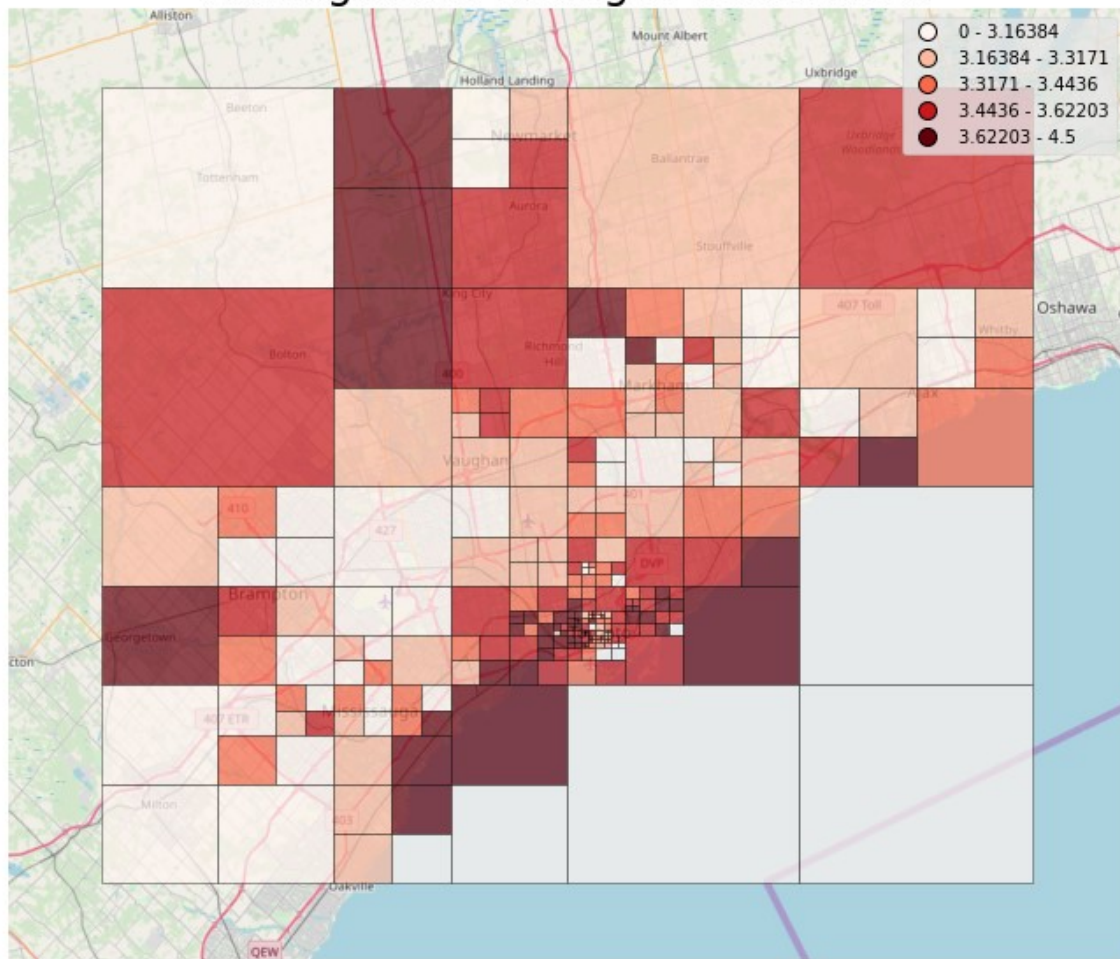 Alliston
Mount Albert
Holland Landing
Uxbridge
0 - 3.16384
3.16384 - 3.3171
3.3171 - 3.4436
3.4436 - 3.62203
3.62203 - 4.5
Beeton
Newmarket
Uxbridge
Woodlands
Ballantrae
Tottenham
Aurora
Stouffville
King City
407 Toll
Oshawa
Whitby
Richmond
Hill
Bolton
400
Markham
Ajax
Vaughan
401
410
427
DVP
Brampton
Georgetown
cton
407 ETR
Mississauga
Milton
403
Oakville
QEW